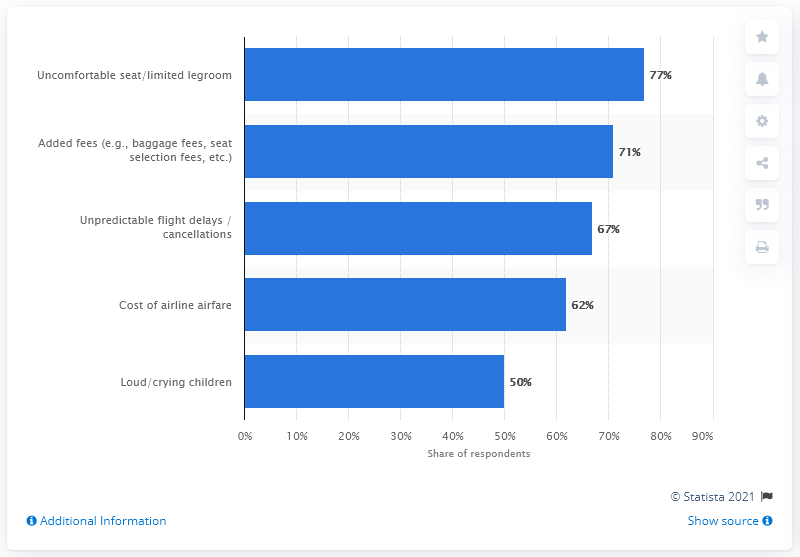 Uncomfortable seat/limited legroom
77%
Added fees (e.g., baggage fees, seat
selection fees, etc.)
71%
Unpredictable flight delays /
cancellations
67%
Cost of airline airfare
62%
Loud/crying children
50%
0% 10% 20% 30% 40% 50% 60% 70% 80% 90%
Share of respondents
© Statista 2021
Additional Information
Show source